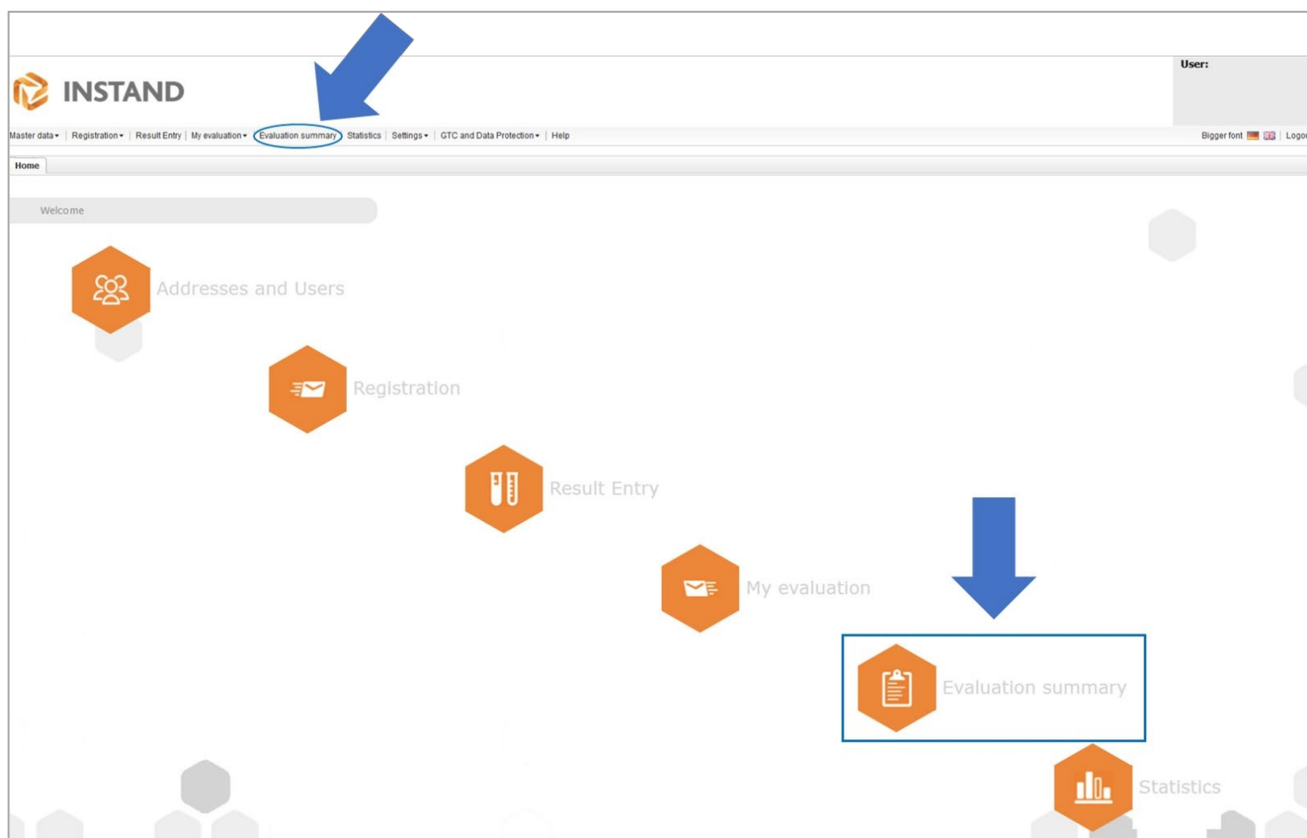 User:
INSTAND
Master data | Registration | Result Entry | My evaluation | Evaluation summary | Statistics | Settings | GTC and Data Protection | Help Bigger font | Logou
Home
Welcome
Addresses and Users
Registration
Result Entry
My evaluation
Evaluation summary
Statistics